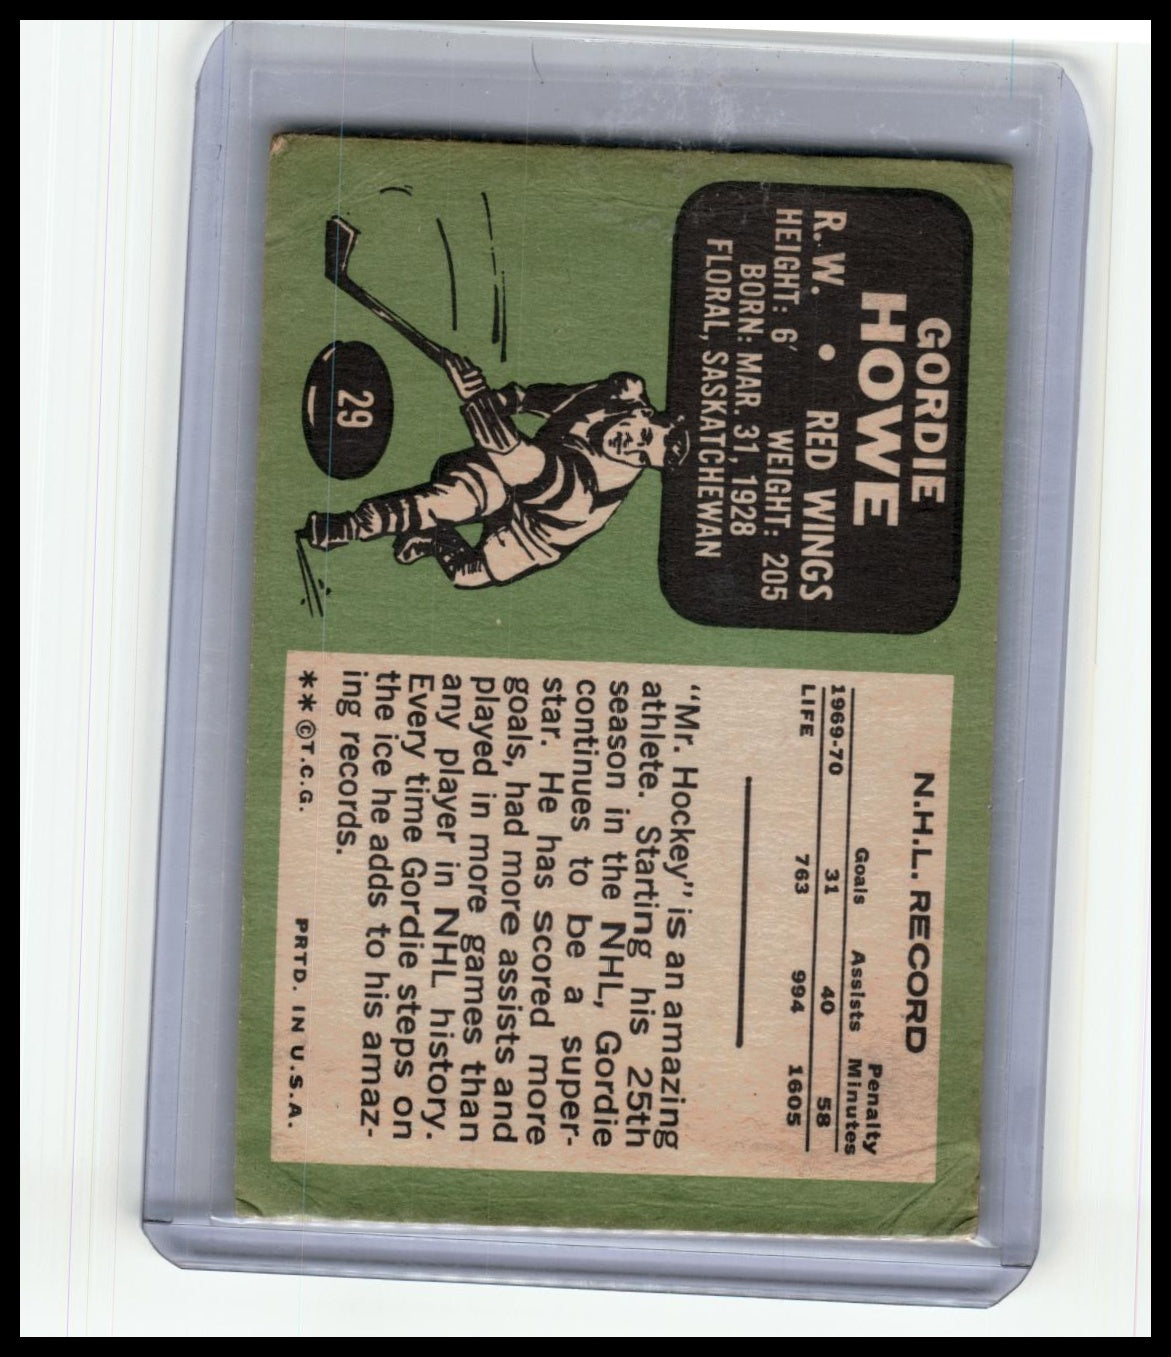 GORDIE
HOWE
R.W. • RED WINGS
HEIGHT: 6' WEIGHT: 205
BORN: MAR. 31, 1928
FLORAL, SASKATCHEWAN
29
N.H.L. RECORD
Goals Assists Penalty Minutes
1969-70 31 40 58
LIFE 763 994 1605
“Mr. Hockey” is an amazing
athlete. Starting his 25th
season in the NHL, Gordie
continues to be a super-
star. He has scored more
goals, had more assists and
played in more games than
any player in NHL history.
Every time Gordie steps on
the ice he adds to his amaz-
ing records.
**©T.C.G. PRTD. IN U.S.A.